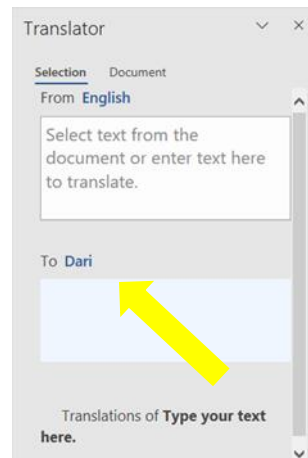 Translator
Selection Document
From English
Select text from the
document or enter text here
to translate.
To Dari
Translations of Type your text
here.